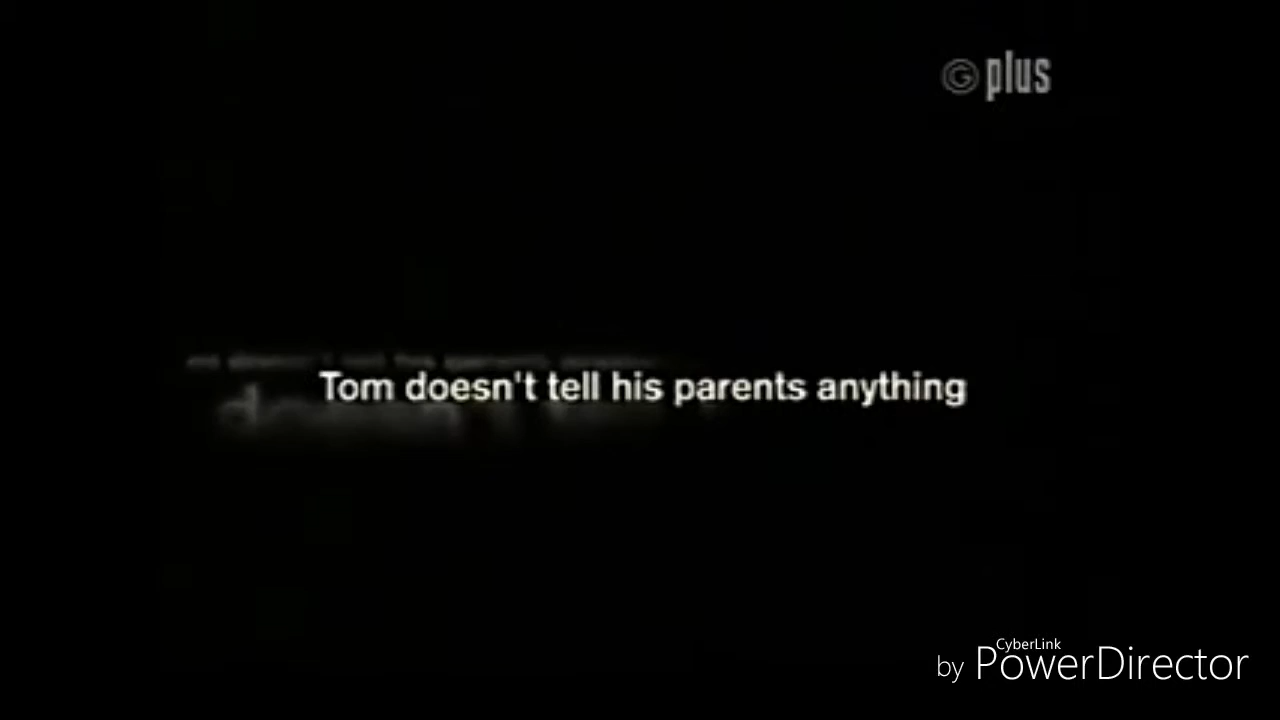 G plus
Tom doesn't tell his parents anything
CyberLink
by PowerDirector